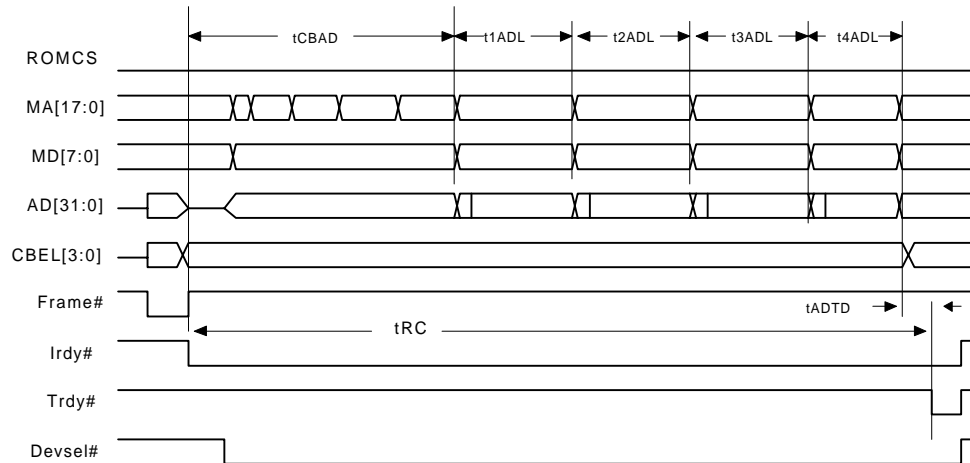 tCBAD t1ADL t2ADL t3ADL t4ADL
ROMCS
MA[17:0]
MD[7:0]
AD[31:0]
CBEL[3:0]
Frame#
tADTD
tRC
Irdy#
Trdy#
Devsel#